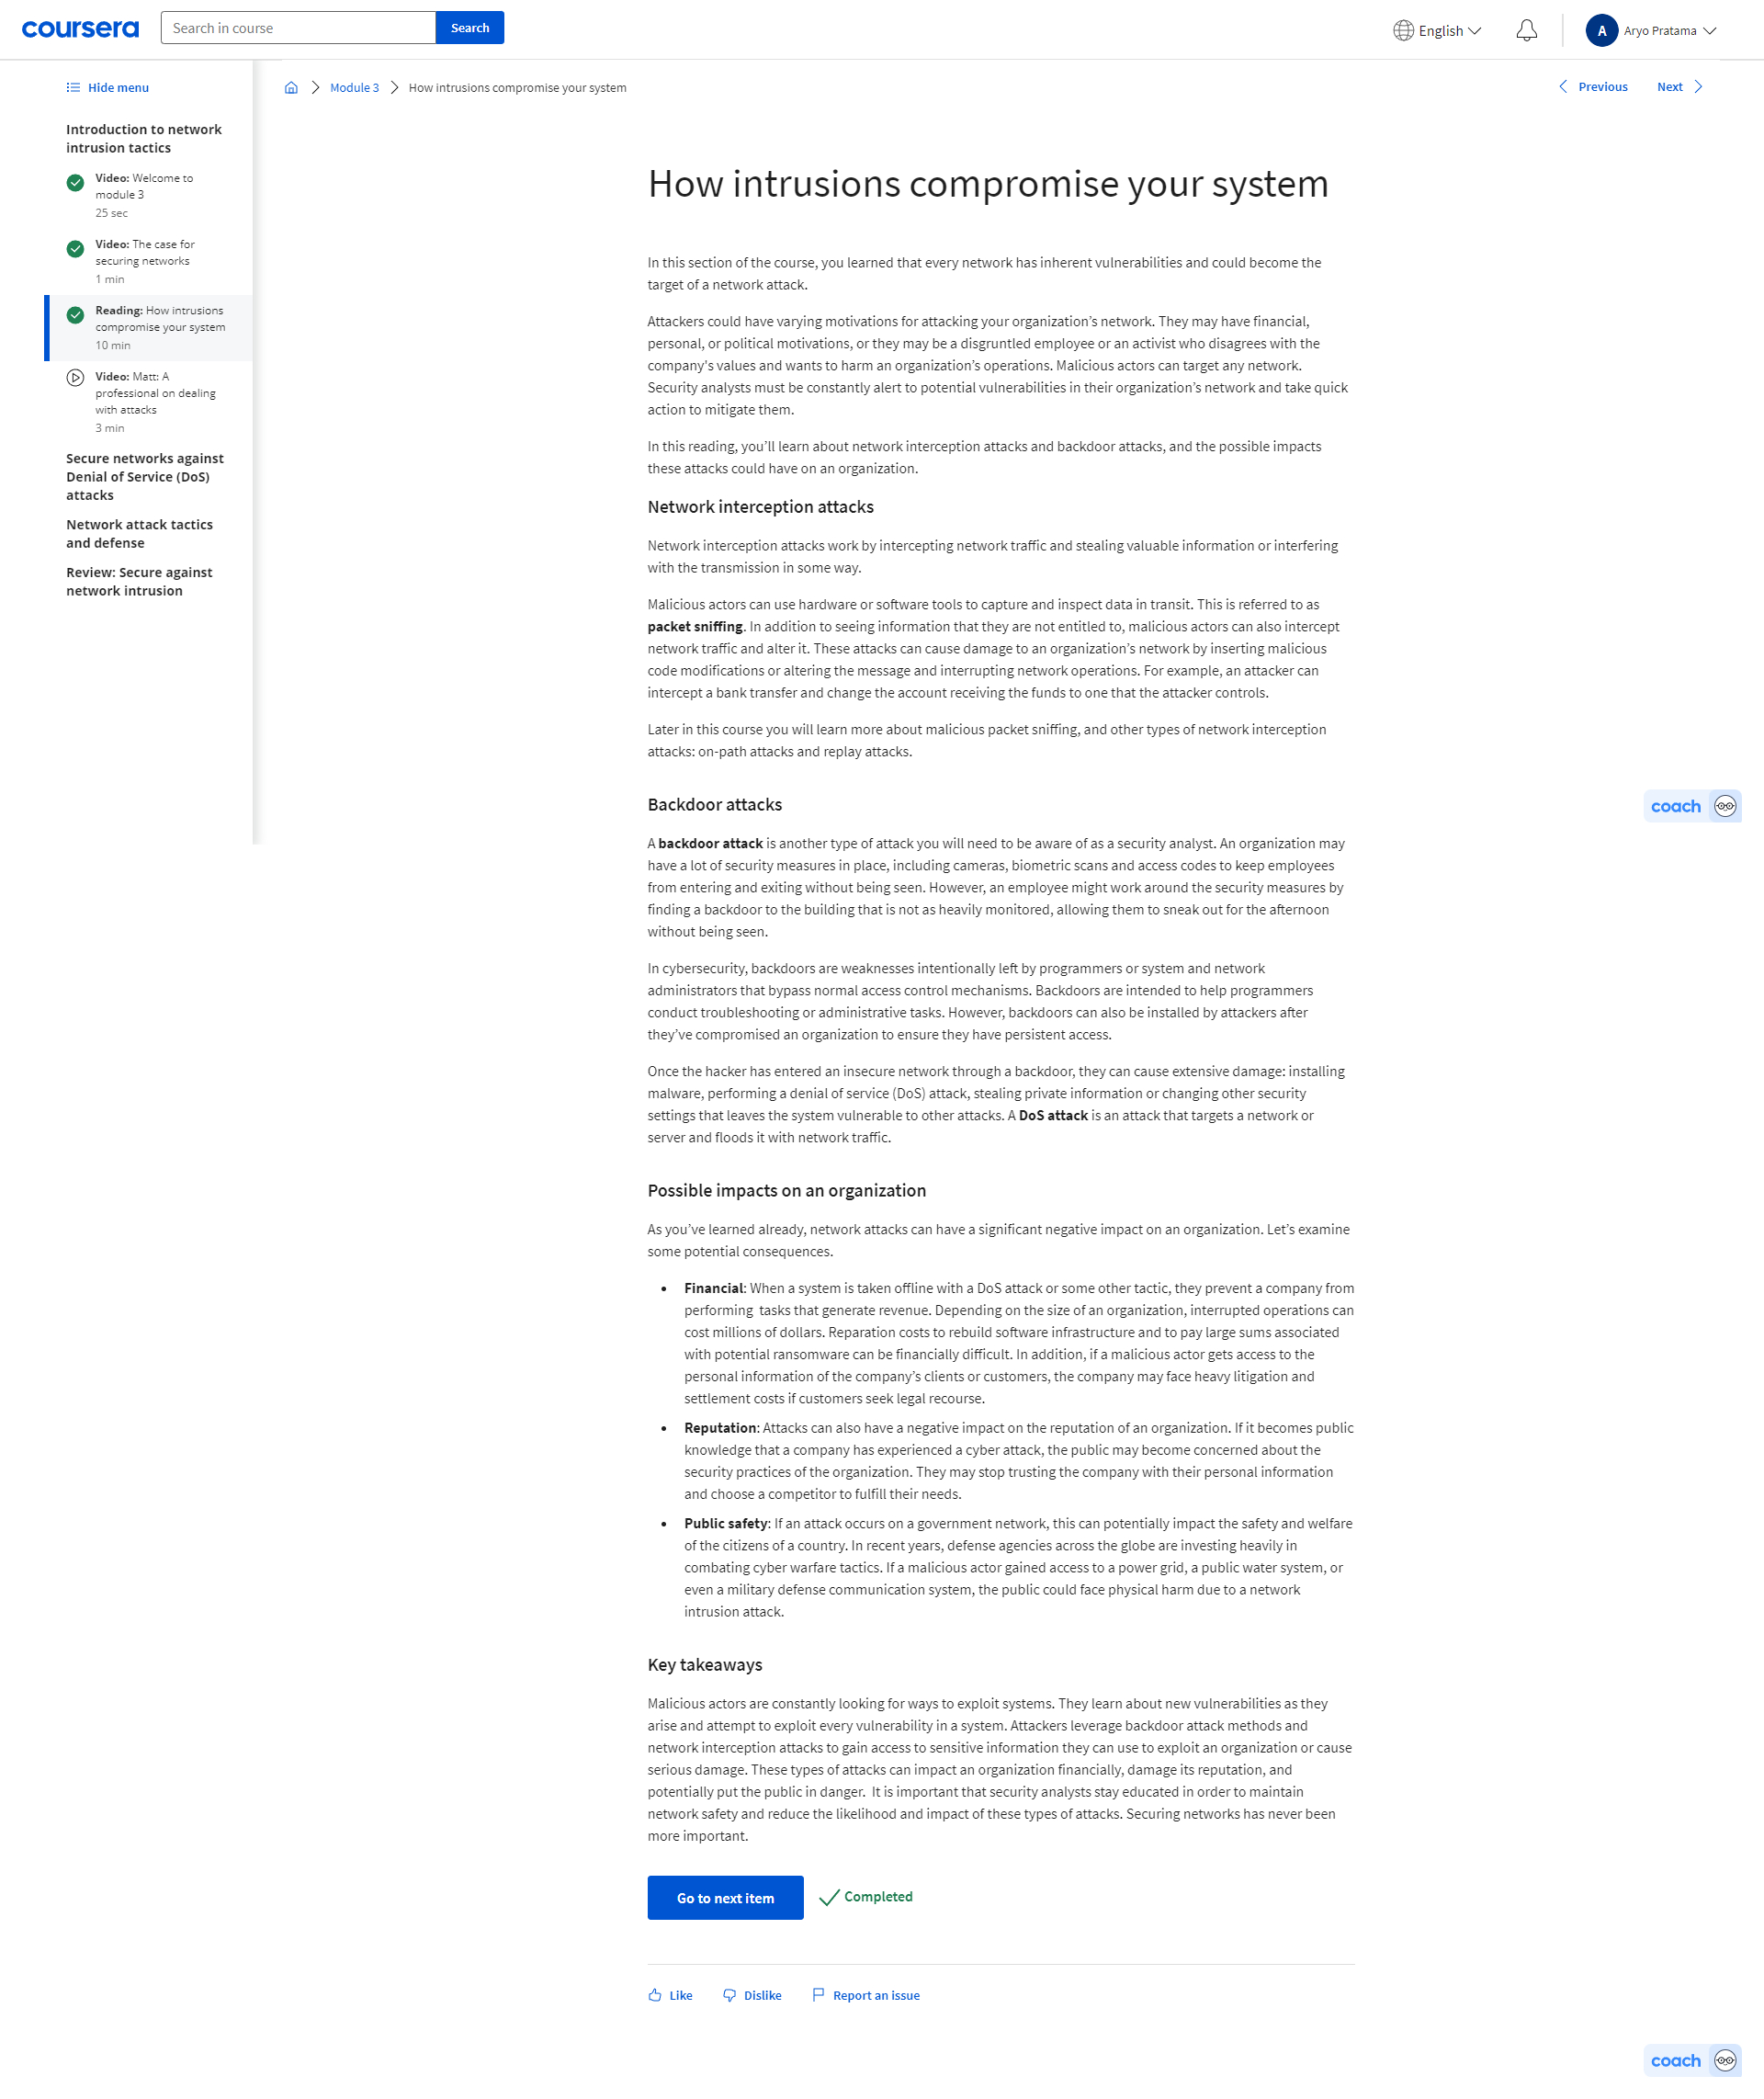 coursera
Search in course
Search
English
A
Aryo Pratama
Hide menu
Introduction to network
intrusion tactics
Video: Welcome to
module 3
25 sec
Video: The case for
securing networks
1 min
Reading: How intrusions
compromise your system
10 min
Video: Matt: A
professional on dealing
with attacks
3 min
Secure networks against
Denial of Service (DoS)
attacks
Network attack tactics
and defense
Review: Secure against
network intrusion
Module 3
How intrusions compromise your system
Previous
Next
How intrusions compromise your system
In this section of the course, you learned that every network has inherent vulnerabilities and could become the
target of a network attack.
Attackers could have varying motivations for attacking your organization’s network. They may have financial,
personal, or political motivations, or they may be a disgruntled employee or an activist who disagrees with the
company's values and wants to harm an organization’s operations. Malicious actors can target any network.
Security analysts must be constantly alert to potential vulnerabilities in their organization’s network and take quick
action to mitigate them.
In this reading, you’ll learn about network interception attacks and backdoor attacks, and the possible impacts
these attacks could have on an organization.
Network interception attacks
Network interception attacks work by intercepting network traffic and stealing valuable information or interfering
with the transmission in some way.
Malicious actors can use hardware or software tools to capture and inspect data in transit. This is referred to as
packet sniffing. In addition to seeing information that they are not entitled to, malicious actors can also intercept
network traffic and alter it. These attacks can cause damage to an organization’s network by inserting malicious
code modifications or altering the message and interrupting network operations. For example, an attacker can
intercept a bank transfer and change the account receiving the funds to one that the attacker controls.
Later in this course you will learn more about malicious packet sniffing, and other types of network interception
attacks: on-path attacks and replay attacks.
Backdoor attacks
A backdoor attack is another type of attack you will need to be aware of as a security analyst. An organization may
have a lot of security measures in place, including cameras, biometric scans and access codes to keep employees
from entering and exiting without being seen. However, an employee might work around the security measures by
finding a backdoor to the building that is not as heavily monitored, allowing them to sneak out for the afternoon
without being seen.
In cybersecurity, backdoors are weaknesses intentionally left by programmers or system and network
administrators that bypass normal access control mechanisms. Backdoors are intended to help programmers
conduct troubleshooting or administrative tasks. However, backdoors can also be installed by attackers after
they’ve compromised an organization to ensure they have persistent access.
Once the hacker has entered an insecure network through a backdoor, they can cause extensive damage: installing
malware, performing a denial of service (DoS) attack, stealing private information or changing other security
settings that leaves the system vulnerable to other attacks. A DoS attack is an attack that targets a network or
server and floods it with network traffic.
Possible impacts on an organization
As you’ve learned already, network attacks can have a significant negative impact on an organization. Let’s examine
some potential consequences.
• Financial: When a system is taken offline with a DoS attack or some other tactic, they prevent a company from
performing  tasks that generate revenue. Depending on the size of an organization, interrupted operations can
cost millions of dollars. Reparation costs to rebuild software infrastructure and to pay large sums associated
with potential ransomware can be financially difficult. In addition, if a malicious actor gets access to the
personal information of the company’s clients or customers, the company may face heavy litigation and
settlement costs if customers seek legal recourse.
• Reputation: Attacks can also have a negative impact on the reputation of an organization. If it becomes public
knowledge that a company has experienced a cyber attack, the public may become concerned about the
security practices of the organization. They may stop trusting the company with their personal information
and choose a competitor to fulfill their needs.
• Public safety: If an attack occurs on a government network, this can potentially impact the safety and welfare
of the citizens of a country. In recent years, defense agencies across the globe are investing heavily in
combating cyber warfare tactics. If a malicious actor gained access to a power grid, a public water system, or
even a military defense communication system, the public could face physical harm due to a network
intrusion attack.
Key takeaways
Malicious actors are constantly looking for ways to exploit systems. They learn about new vulnerabilities as they
arise and attempt to exploit every vulnerability in a system. Attackers leverage backdoor attack methods and
network interception attacks to gain access to sensitive information they can use to exploit an organization or cause
serious damage. These types of attacks can impact an organization financially, damage its reputation, and
potentially put the public in danger.  It is important that security analysts stay educated in order to maintain
network safety and reduce the likelihood and impact of these types of attacks. Securing networks has never been
more important.
Go to next item
Completed
Like
Dislike
Report an issue
coach
coach